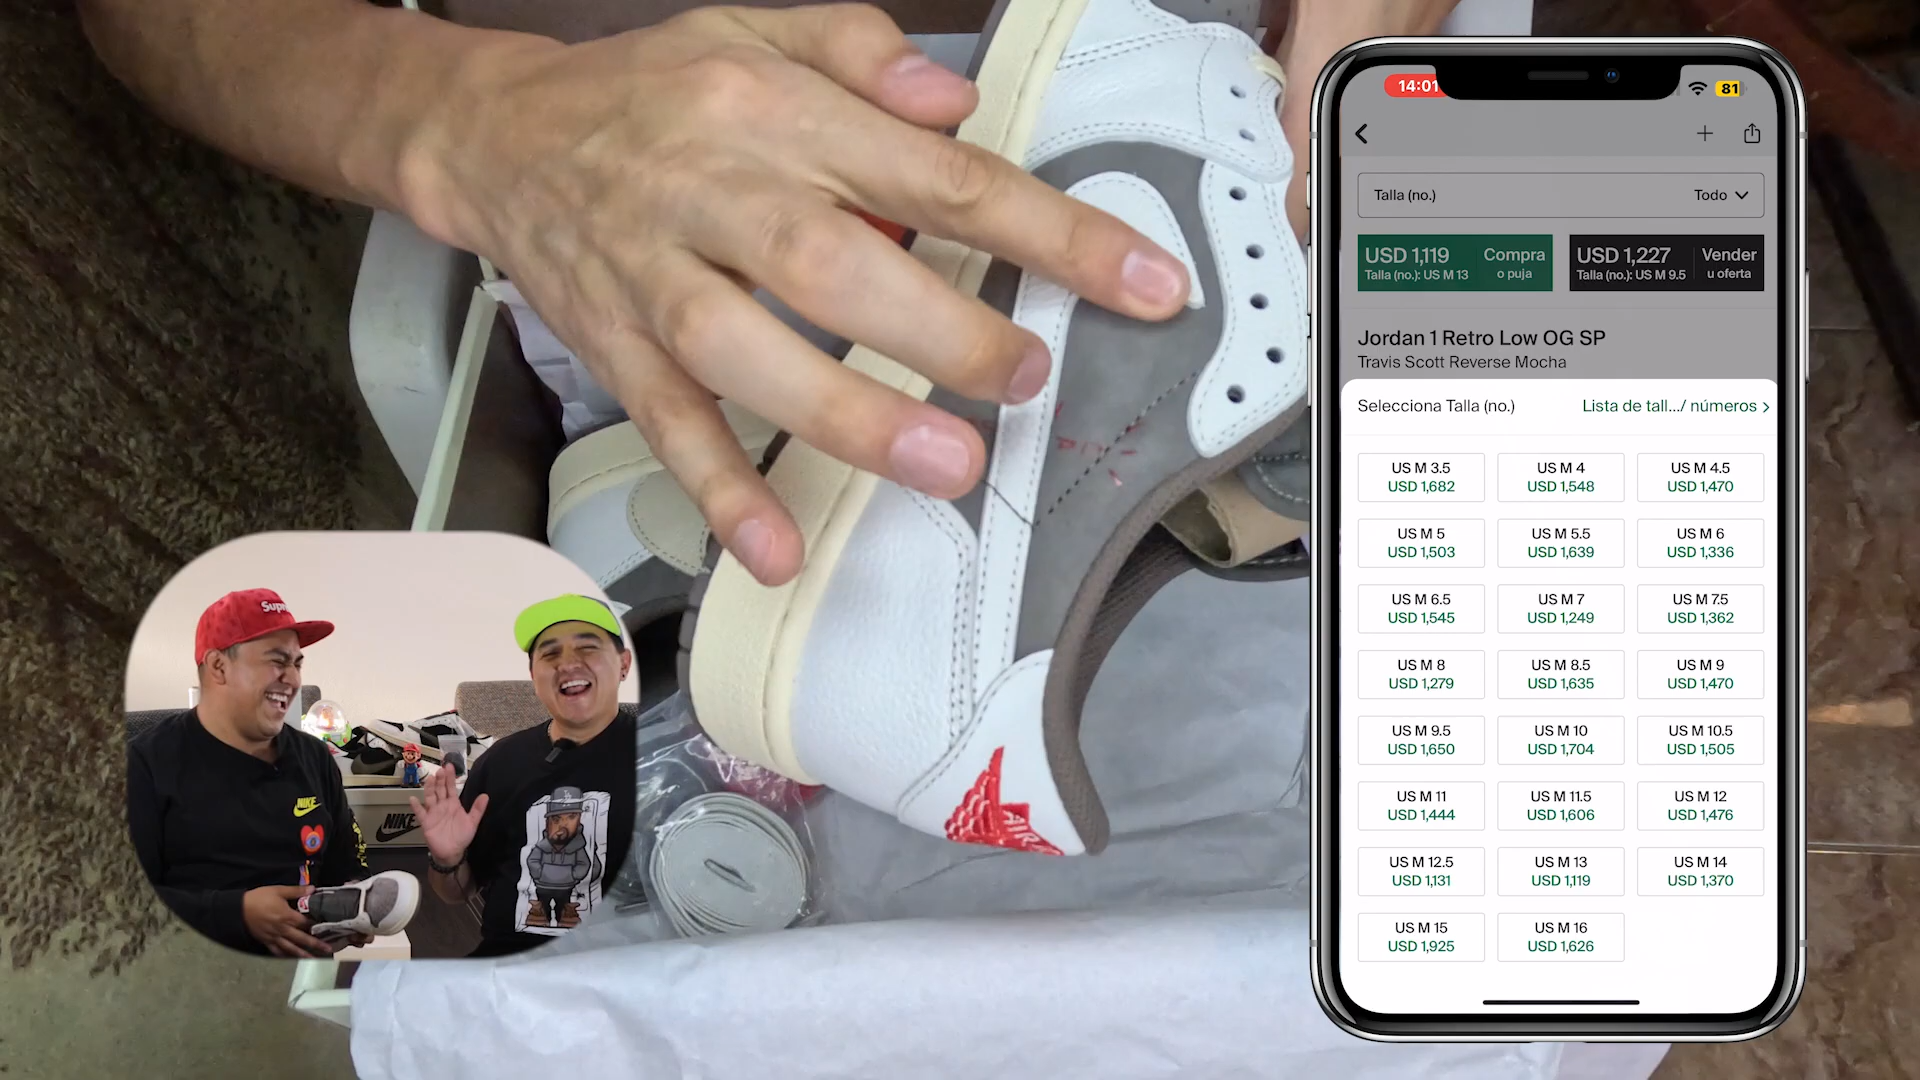 14:01
81
Talla (no.)
Todo
USD 1,119
Talla (no.): US M 13
Compra
o puja
USD 1,227
Talla (no.): US M 9.5
Vender
u oferta
Jordan 1 Retro Low OG SP
Travis Scott Reverse Mocha
Selecciona Talla (no.)
Lista de tall.../ números
US M 3.5
USD 1,682
US M 4
USD 1,548
US M 4.5
USD 1,470
US M 5
USD 1,503
US M 5.5
USD 1,639
US M 6
USD 1,336
US M 6.5
USD 1,545
US M 7
USD 1,249
US M 7.5
USD 1,362
US M 8
USD 1,279
US M 8.5
USD 1,635
US M 9
USD 1,470
US M 9.5
USD 1,650
US M 10
USD 1,704
US M 10.5
USD 1,505
US M 11
USD 1,444
US M 11.5
USD 1,606
US M 12
USD 1,476
US M 12.5
USD 1,131
US M 13
USD 1,119
US M 14
USD 1,370
US M 15
USD 1,925
US M 16
USD 1,626
AIR
NIKE
NIKE